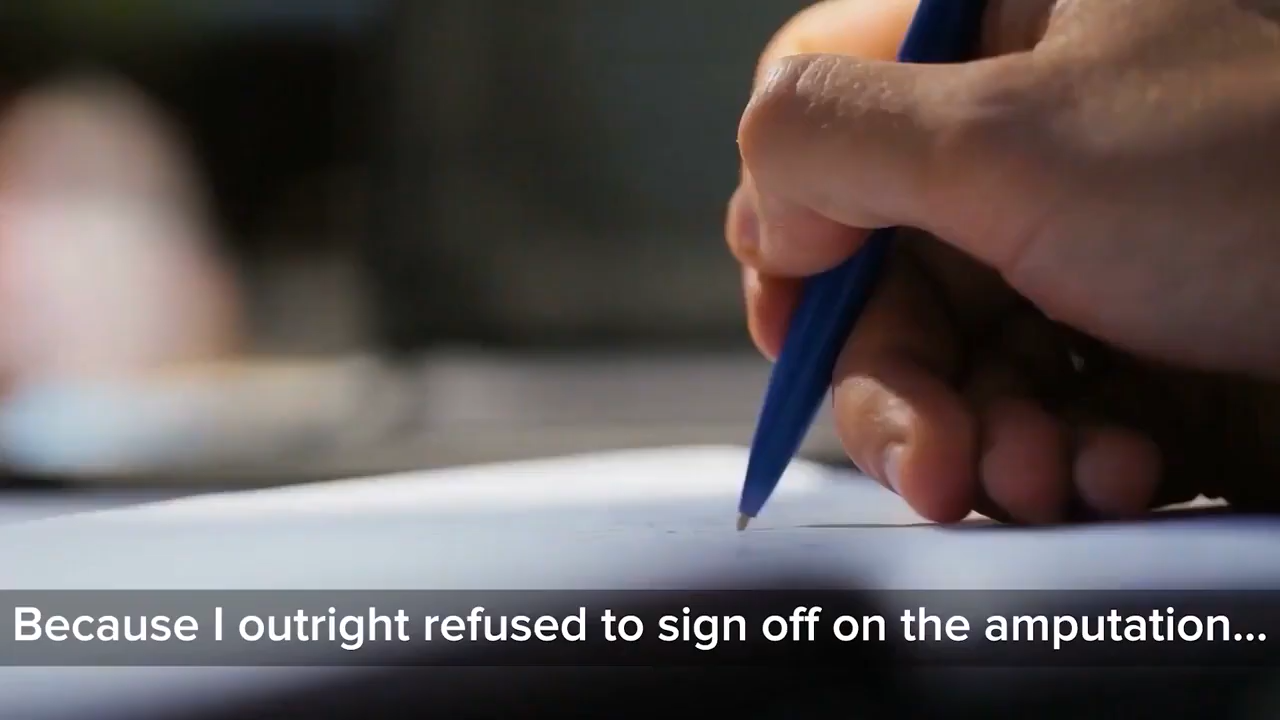 Because I outright refused to sign off on the amputation...